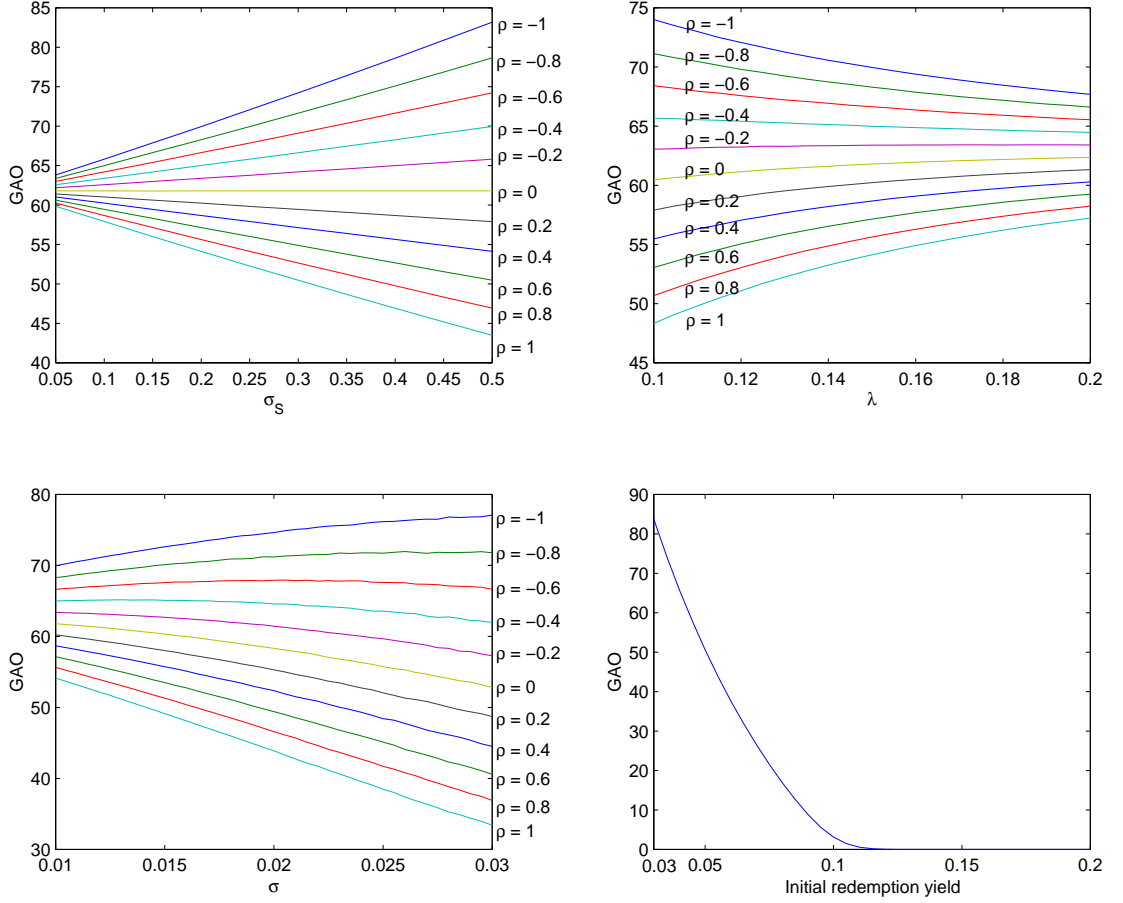 85
80
75
70
65
60
55
50
45
40
GAO
0.05 0.1 0.15 0.2 0.25 0.3 0.35 0.4 0.45 0.5
σS
ρ = −1
ρ = −0.8
ρ = −0.6
ρ = −0.4
ρ = −0.2
ρ = 0
ρ = 0.2
ρ = 0.4
ρ = 0.6
ρ = 0.8
ρ = 1
75
70
65
60
55
50
45
GAO
0.1 0.12 0.14 0.16 0.18 0.2
λ
ρ = −1
ρ = −0.8
ρ = −0.6
ρ = −0.4
ρ = −0.2
ρ = 0
ρ = 0.2
ρ = 0.4
ρ = 0.6
ρ = 0.8
ρ = 1
80
70
60
50
40
30
GAO
0.01 0.015 0.02 0.025 0.03
σ
ρ = −1
ρ = −0.8
ρ = −0.6
ρ = −0.4
ρ = −0.2
ρ = 0
ρ = 0.2
ρ = 0.4
ρ = 0.6
ρ = 0.8
ρ = 1
90
80
70
60
50
40
30
20
10
0
GAO
0.03 0.05 0.1 0.15 0.2
Initial redemption yield